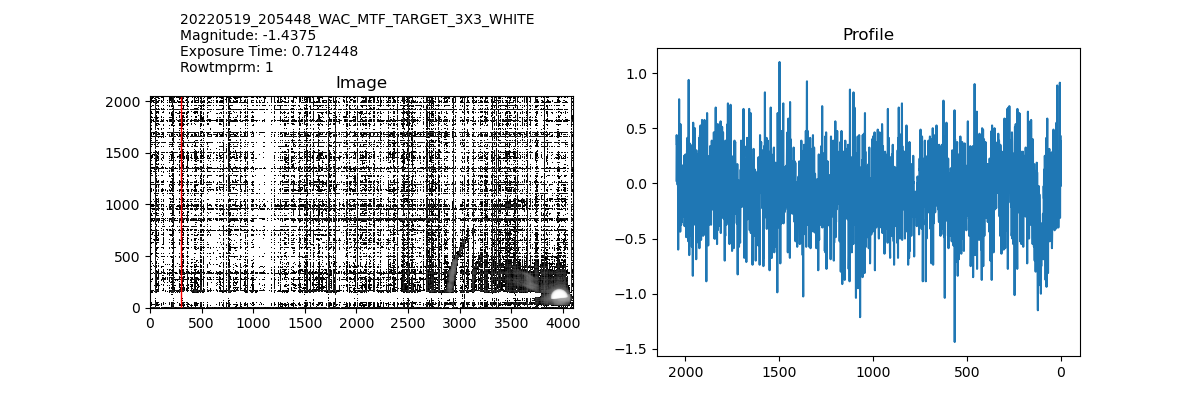 20220519_205448_WAC_MTF_TARGET_3X3_WHITE
Magnitude: -1.4375
Exposure Time: 0.712448
Rowtmprm: 1
Image
2000
1500
1000
500
0
0 500 1000 1500 2000 2500 3000 3500 4000
Profile
1.0
0.5
0.0
−0.5
−1.0
−1.5
2000 1500 1000 500 0